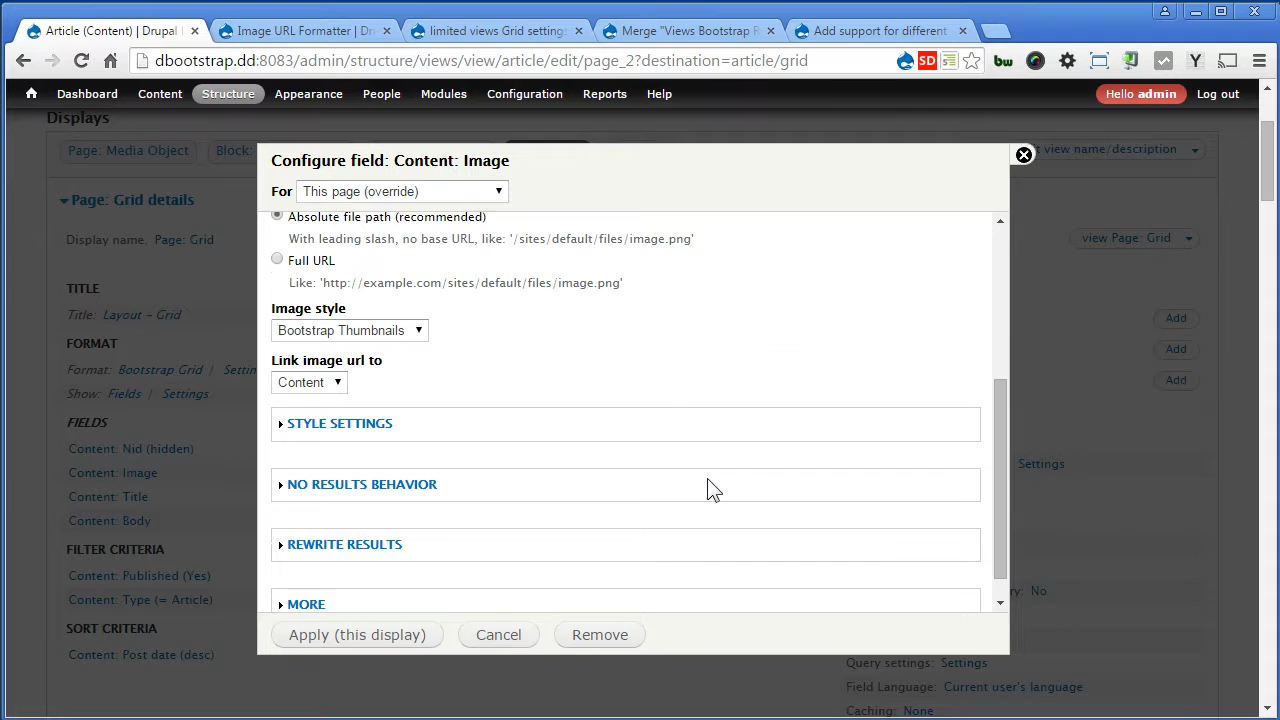 Article (Content) | Drupal
Image URL Formatter | D
limited views Grid settings
Merge "Views Bootstrap R
Add support for different
dbootstrap.dd:8083/admin/structure/views/view/article/edit/page_2?destination=article/grid
SD
bw
Y
Dashboard Content Structure Appearance People Modules Configuration Reports Help
Hello admin Log out
Displays
Page: Media Object
Block:
view name/description
Configure field: Content: Image
For This page (override)
Page: Grid details
Display name: Page: Grid
view Page: Grid
TITLE
Title: Layout - Grid
FORMAT
Format: Bootstrap Grid | Settin
Show: Fields | Settings
FIELDS
Content: Nid (hidden)
Content: Image
Content: Title
Content: Body
FILTER CRITERIA
Content: Published (Yes)
Content: Type (= Article)
SORT CRITERIA
Content: Post date (desc)
Absolute file path (recommended)
With leading slash, no base URL, like: '/sites/default/files/image.png'
Full URL
Like: 'http://example.com/sites/default/files/image.png'
Image style
Bootstrap Thumbnails
Link image url to
Content
STYLE SETTINGS
NO RESULTS BEHAVIOR
REWRITE RESULTS
MORE
Apply (this display) Cancel Remove
Add
Add
Add
Settings
No
Query settings: Settings
Field Language: Current user's language
Caching: None